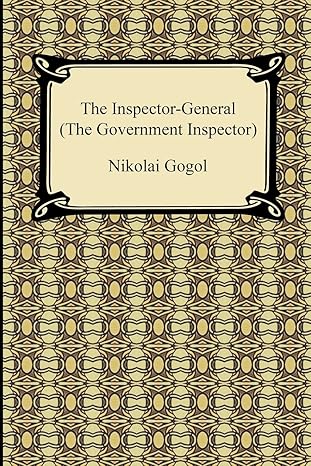 The Inspector-General
(The Government Inspector)
Nikolai Gogol